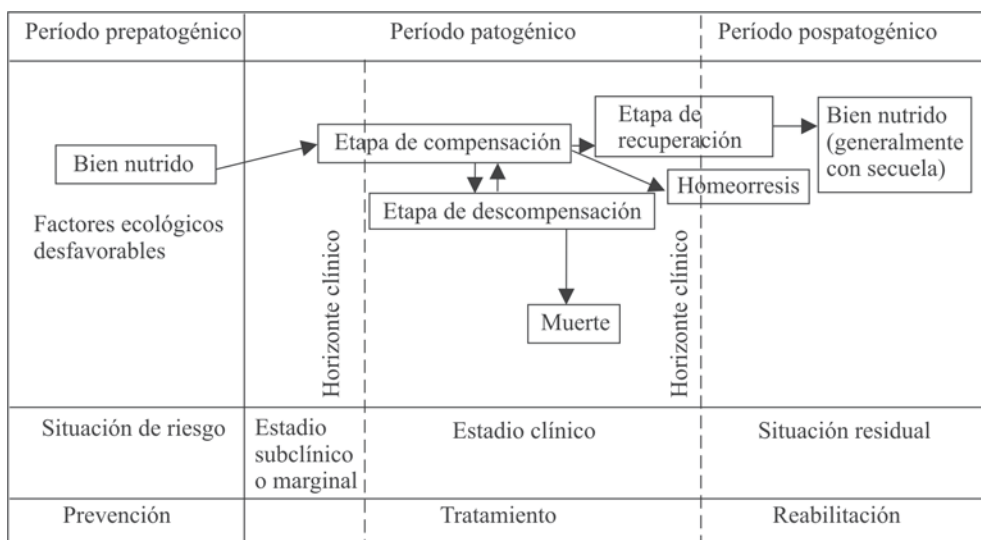 Período prepatogénico
Período patogénico
Período pospatogénico
Bien nutrido
Factores ecológicos
desfavorables
Etapa de compensación
Etapa de descompensación
Muerte
Etapa de
recuperación
Homeorresis
Bien nutrido
(generalmente
con secuela)
Horizonte clínico
Horizonte clínico
Situación de riesgo
Estadio
subclínico
o marginal
Estadio clínico
Situación residual
Prevención
Tratamiento
Reabilitación